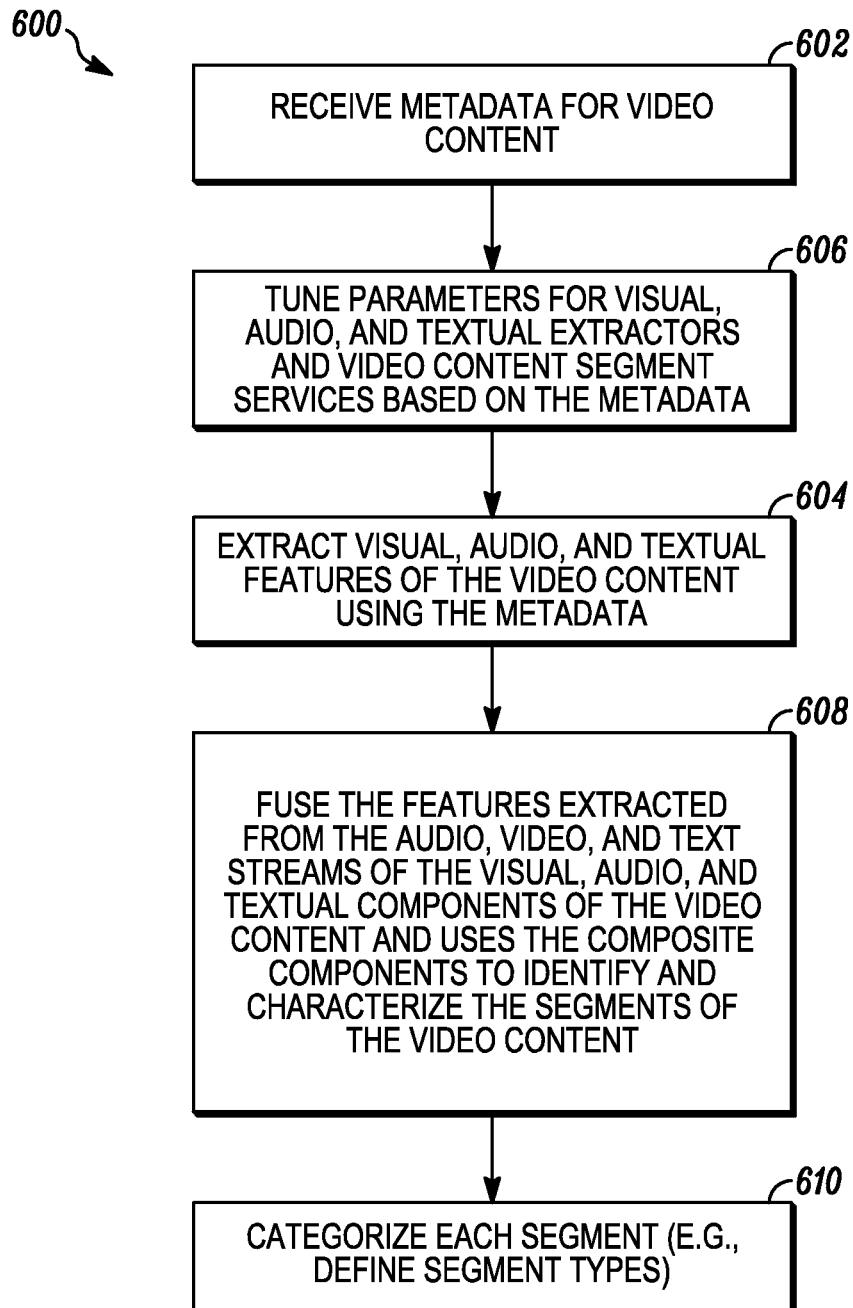 600
602
RECEIVE METADATA FOR VIDEO
CONTENT
606
TUNE PARAMETERS FOR VISUAL,
AUDIO, AND TEXTUAL EXTRACTORS
AND VIDEO CONTENT SEGMENT
SERVICES BASED ON THE METADATA
604
EXTRACT VISUAL, AUDIO, AND TEXTUAL
FEATURES OF THE VIDEO CONTENT
USING THE METADATA
608
FUSE THE FEATURES EXTRACTED
FROM THE AUDIO, VIDEO, AND TEXT
STREAMS OF THE VISUAL, AUDIO, AND
TEXTUAL COMPONENTS OF THE VIDEO
CONTENT AND USES THE COMPOSITE
COMPONENTS TO IDENTIFY AND
CHARACTERIZE THE SEGMENTS OF
THE VIDEO CONTENT
610
CATEGORIZE EACH SEGMENT (E.G.,
DEFINE SEGMENT TYPES)